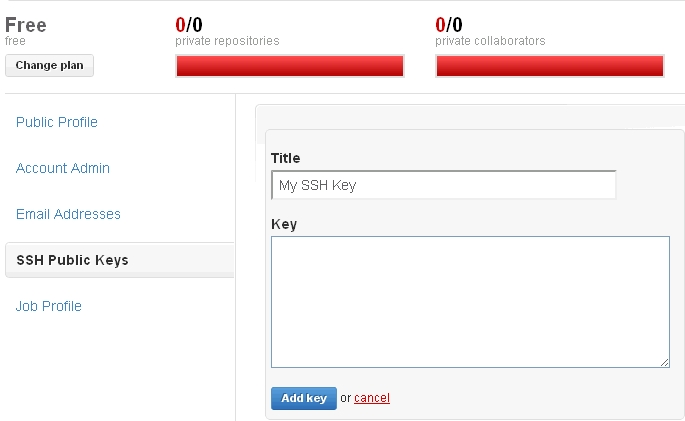 Free
free
Change plan
0/0
private repositories
0/0
private collaborators
Public Profile
Account Admin
Email Addresses
SSH Public Keys
Job Profile
Title
My SSH Key
Key
Add key or cancel